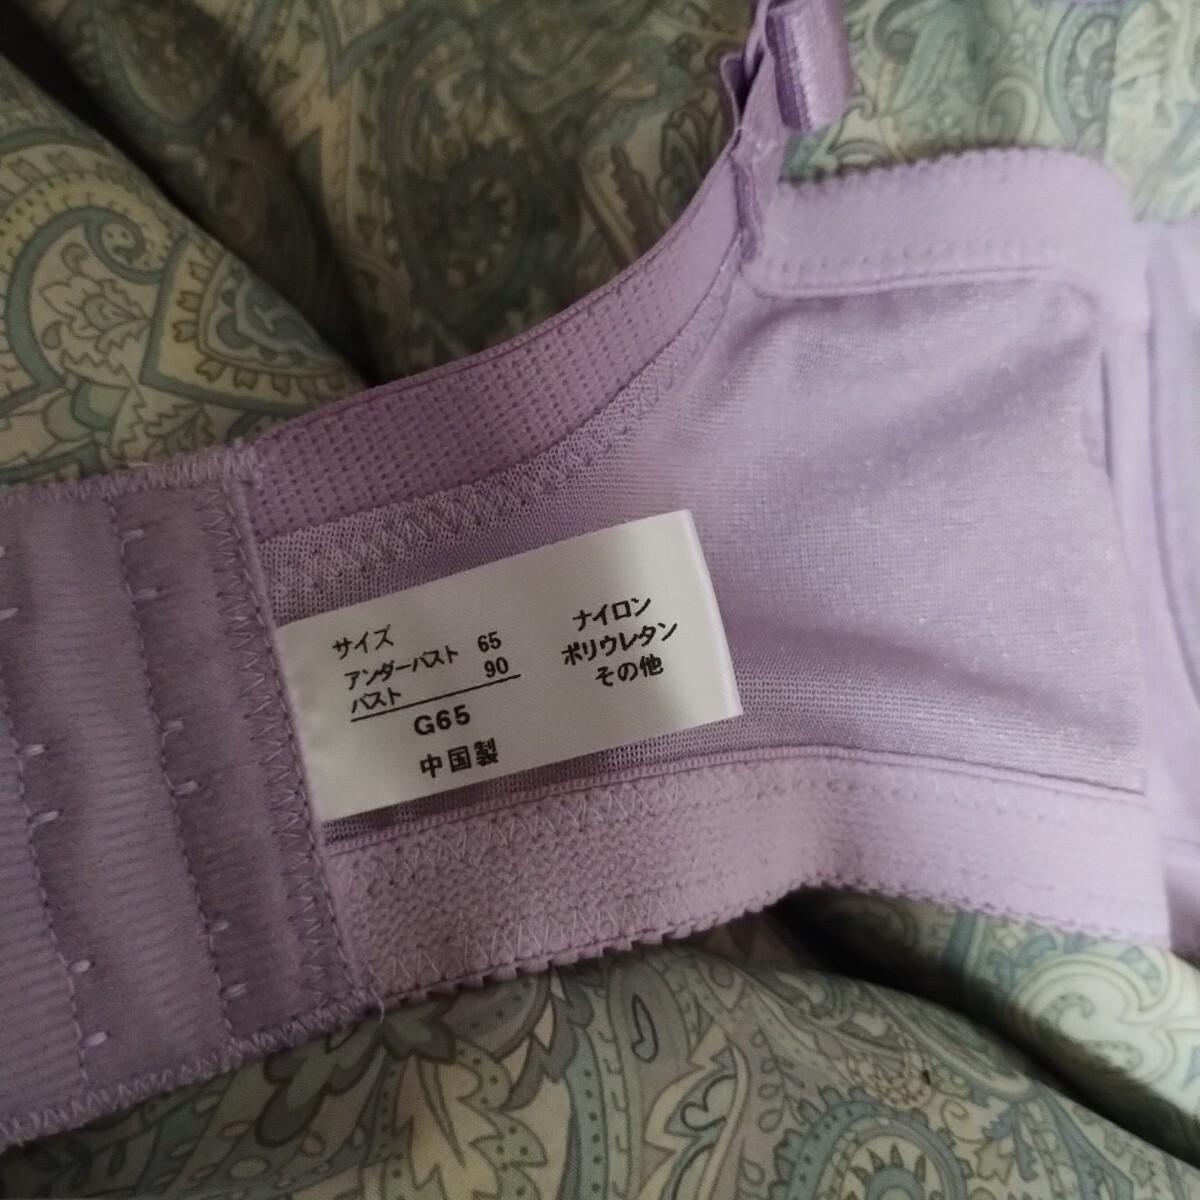 サイズ
アンダーバスト 65
バスト 90
G65
中国製
ナイロン
ポリウレタン
その他